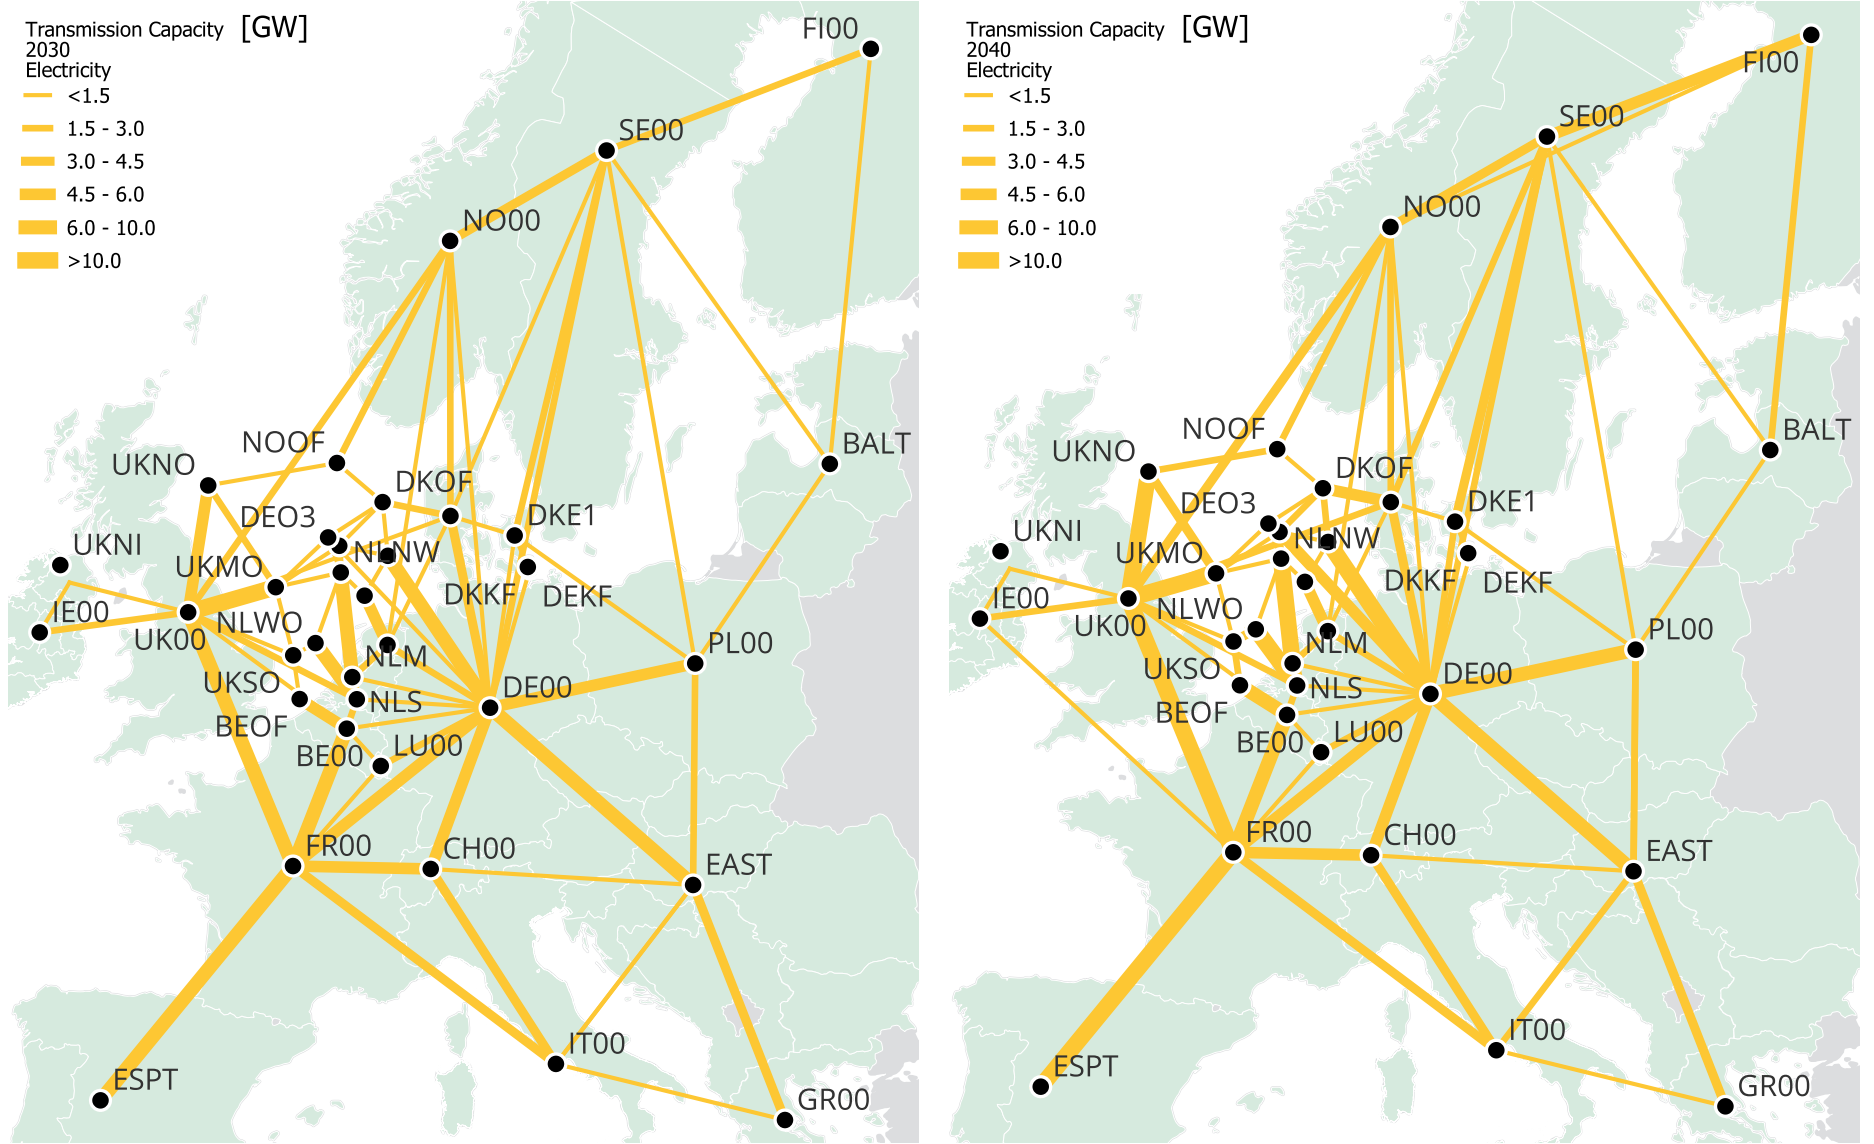 Transmission Capacity [GW]
2030
Electricity
<1.5
1.5 - 3.0
3.0 - 4.5
4.5 - 6.0
6.0 - 10.0
>10.0
FI00
SE00
NO00
NOOF
UKNO
BALT
DKOF
DEO3
DKE1
UKNI
NLNW
UKMO
DKKF
DEKF
IE00
NLWO
UK00
PL00
NLM
UKSO
DE00
NLS
BEOF
BE00
LU00
FR00
CH00
EAST
IT00
ESPT
GR00
Transmission Capacity [GW]
2040
Electricity
<1.5
1.5 - 3.0
3.0 - 4.5
4.5 - 6.0
6.0 - 10.0
>10.0
FI00
SE00
NO00
NOOF
UKNO
BALT
DKOF
DEO3
DKE1
UKNI
NLNW
UKMO
DKKF
DEKF
IE00
NLWO
UK00
PL00
NLM
UKSO
DE00
NLS
BEOF
BE00
LU00
FR00
CH00
EAST
IT00
ESPT
GR00